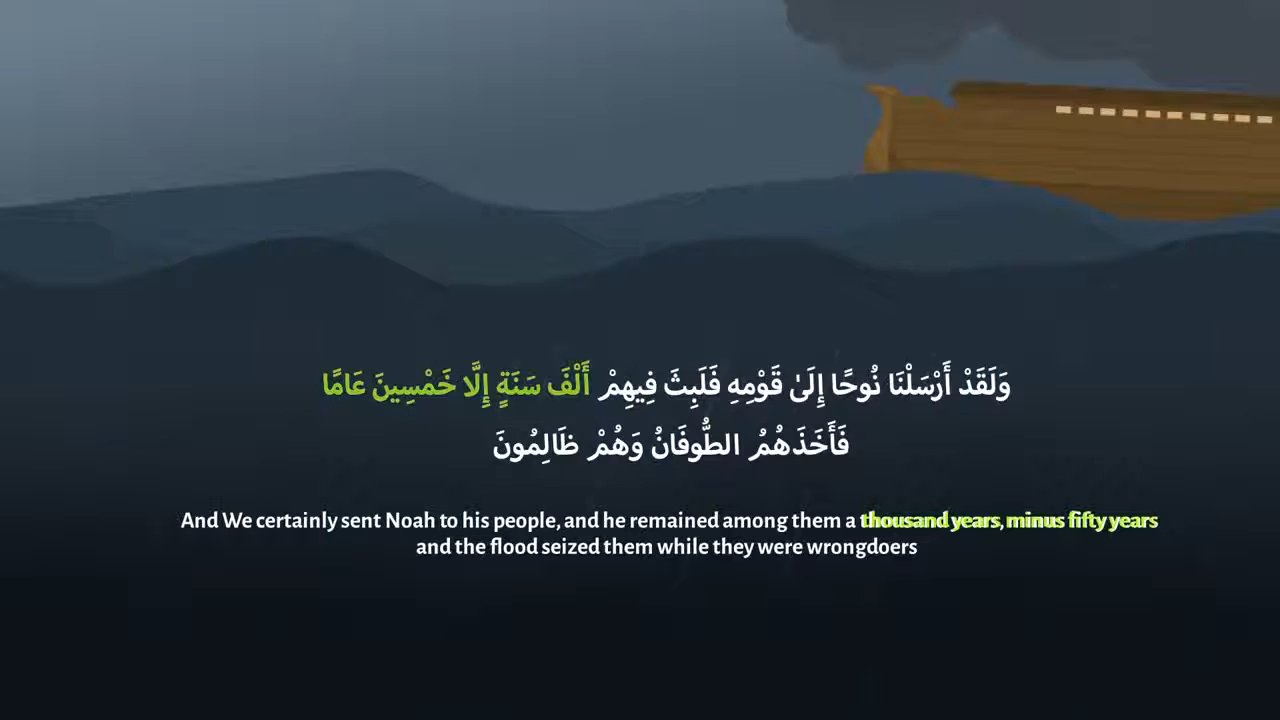 وَلَقَدْ أَرْسَلْنَا نُوحًا إِلَىٰ قَوْمِهِ فَلَبِثَ فِيهِمْ أَلْفَ سَنَةٍ إِلَّا خَمْسِينَ عَامًا
فَأَخَذَهُمُ الطُّوفَانُ وَهُمْ ظَالِمُونَ
And We certainly sent Noah to his people, and he remained among them a thousand years, minus fifty years
and the flood seized them while they were wrongdoers